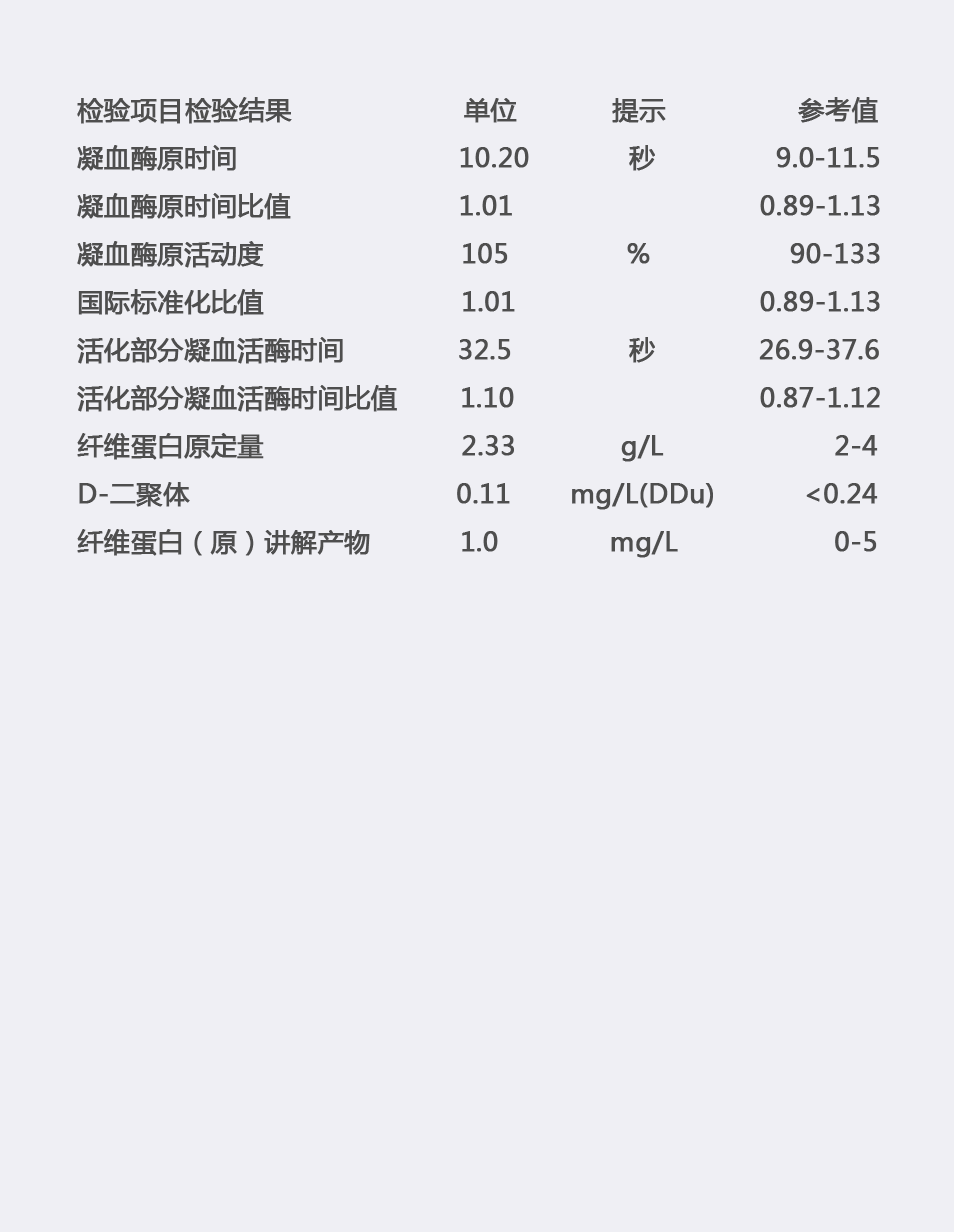 检验项目检验结果 单位 提示 参考值
凝血酶原时间 10.20 秒 9.0-11.5
凝血酶原时间比值 1.01 0.89-1.13
凝血酶原活动度 105 % 90-133
国际标准化比值 1.01 0.89-1.13
活化部分凝血活酶时间 32.5 秒 26.9-37.6
活化部分凝血活酶时间比值 1.10 0.87-1.12
纤维蛋白原定量 2.33 g/L 2-4
D-二聚体 0.11 mg/L(DDu) <0.24
纤维蛋白（原）讲解产物 1.0 mg/L 0-5